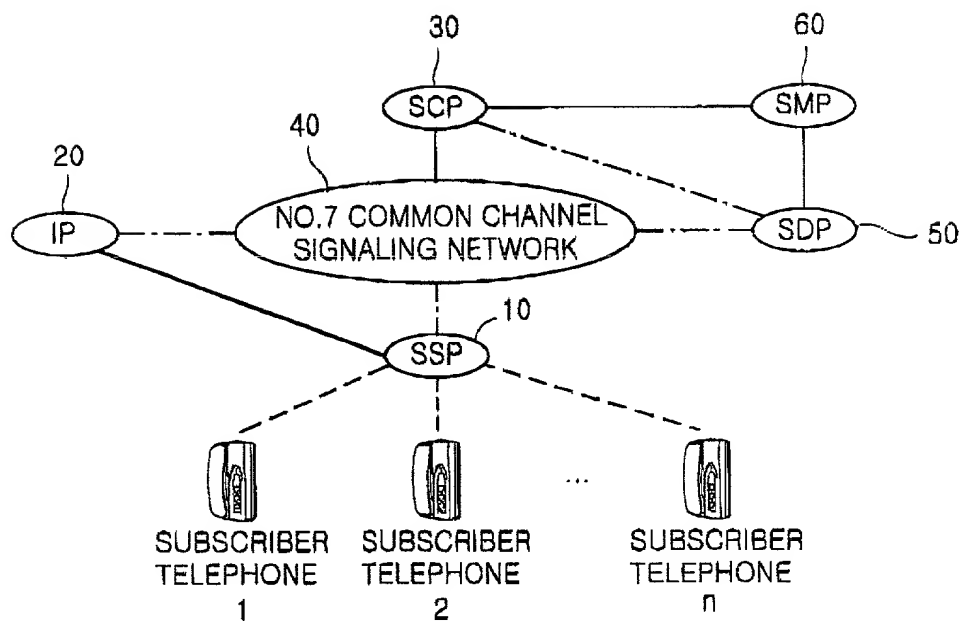 30
60
SCP
SMP
40
20
NO.7 COMMON CHANNEL
SIGNALING NETWORK
IP
SDP
50
10
SSP
...
SUBSCRIBER
TELEPHONE
1
SUBSCRIBER
TELEPHONE
2
SUBSCRIBER
TELEPHONE
n